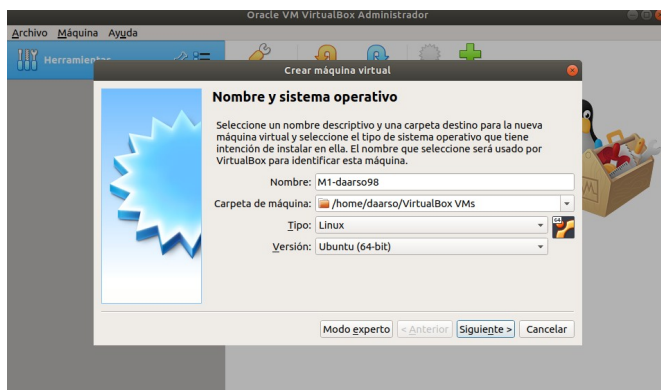 Oracle VM VirtualBox Administrador
Archivo Máquina Ayuda
Herramientas
Crear máquina virtual
Nombre y sistema operativo
Seleccione un nombre descriptivo y una carpeta destino para la nueva
máquina virtual y seleccione el tipo de sistema operativo que tiene
intención de instalar en ella. El nombre que seleccione será usado por
VirtualBox para identificar esta máquina.
Nombre: M1-daarso98
Carpeta de máquina: /home/daarso/VirtualBox VMs
Tipo: Linux
64
Versión: Ubuntu (64-bit)
Modo experto < Anterior Siguiente > Cancelar